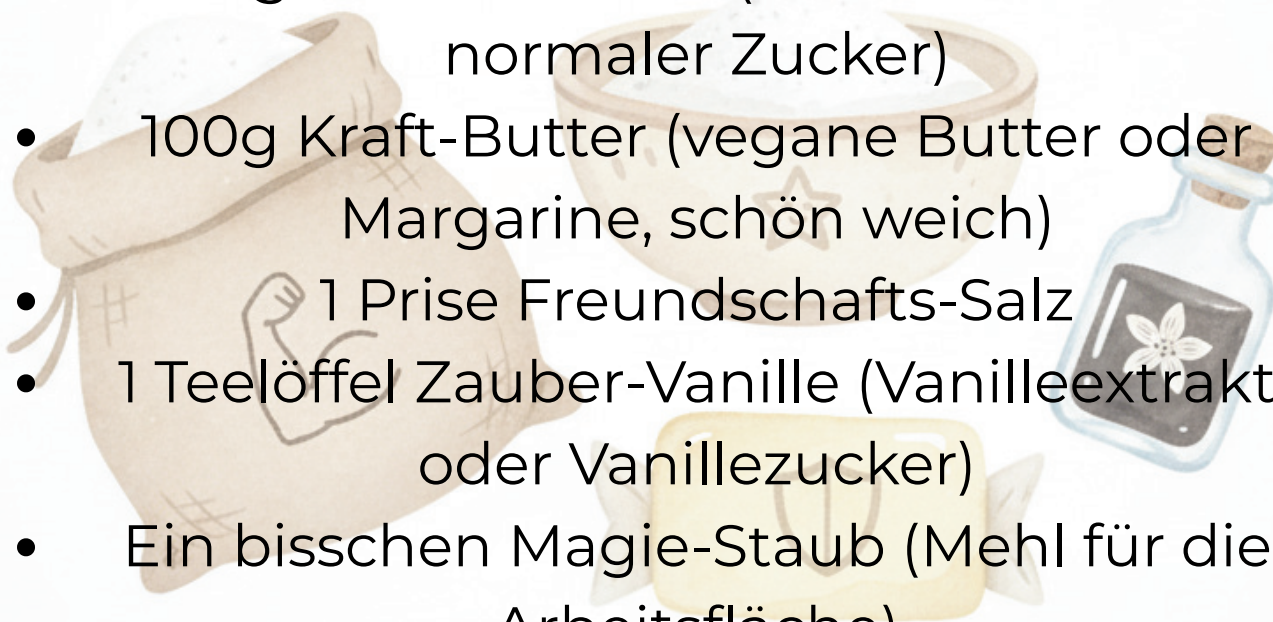 normaler Zucker)
• 100g Kraft-Butter (vegane Butter oder
Margarine, schön weich)
• 1 Prise Freundschafts-Salz
• 1 Teelöffel Zauber-Vanille (Vanilleextrakt
oder Vanillezucker)
• Ein bisschen Magie-Staub (Mehl für die
Arbeitsfläche)